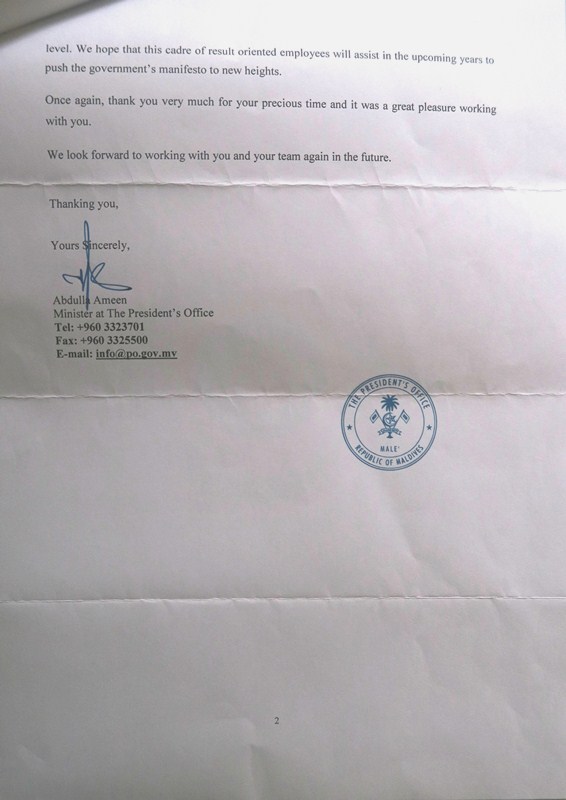 level. We hope that this cadre of result oriented employees will assist in the upcoming years to
push the government's manifesto to new heights.
Once again, thank you very much for your precious time and it was a great pleasure working
with you.
We look forward to working with you and your team again in the future.
Thanking you,
Yours Sincerely,
Abdulla Ameen
Minister at The President's Office
Tel: +960 3323701
Fax: +960 3325500
E-mail: info@po.gov.mv
THE PRESIDENT'S OFFICE
MALE'
REPUBLIC OF MALDIVES
2